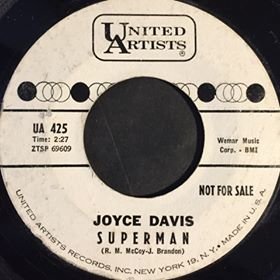 UNITED
ARTISTS
UA 425
Time: 2:27
ZTSP 69609
Wemar Music
Corp. - BMI
NOT FOR SALE
JOYCE DAVIS
SUPERMAN
(R. M. McCoy-J. Brandon)
UNITED ARTISTS RECORDS, INC. NEW YORK 19, N.Y. • MADE IN U.S.A.